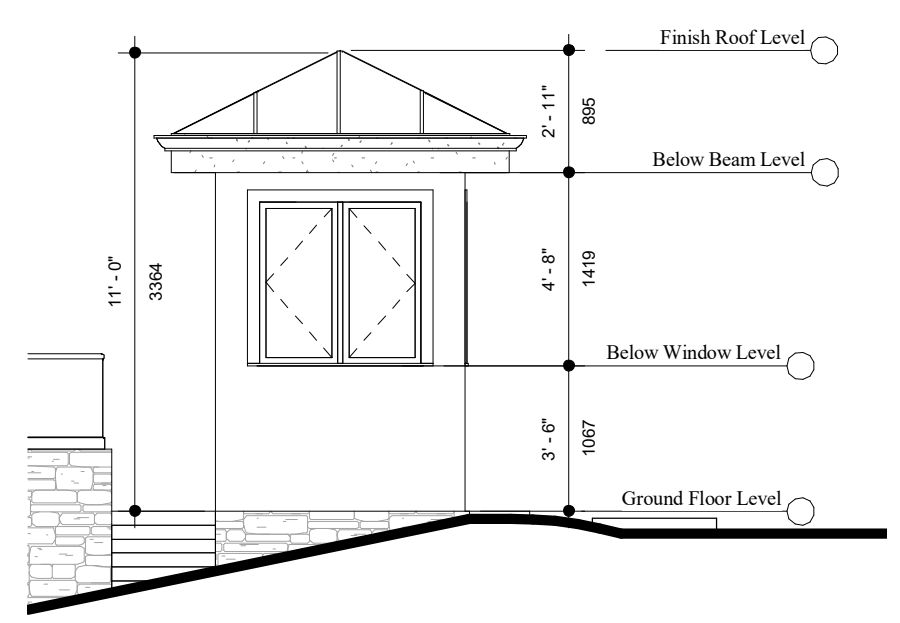 Finish Roof Level
2' - 11"
895
Below Beam Level
11' - 0"
3364
4' - 8"
1419
Below Window Level
3' - 6"
1067
Ground Floor Level